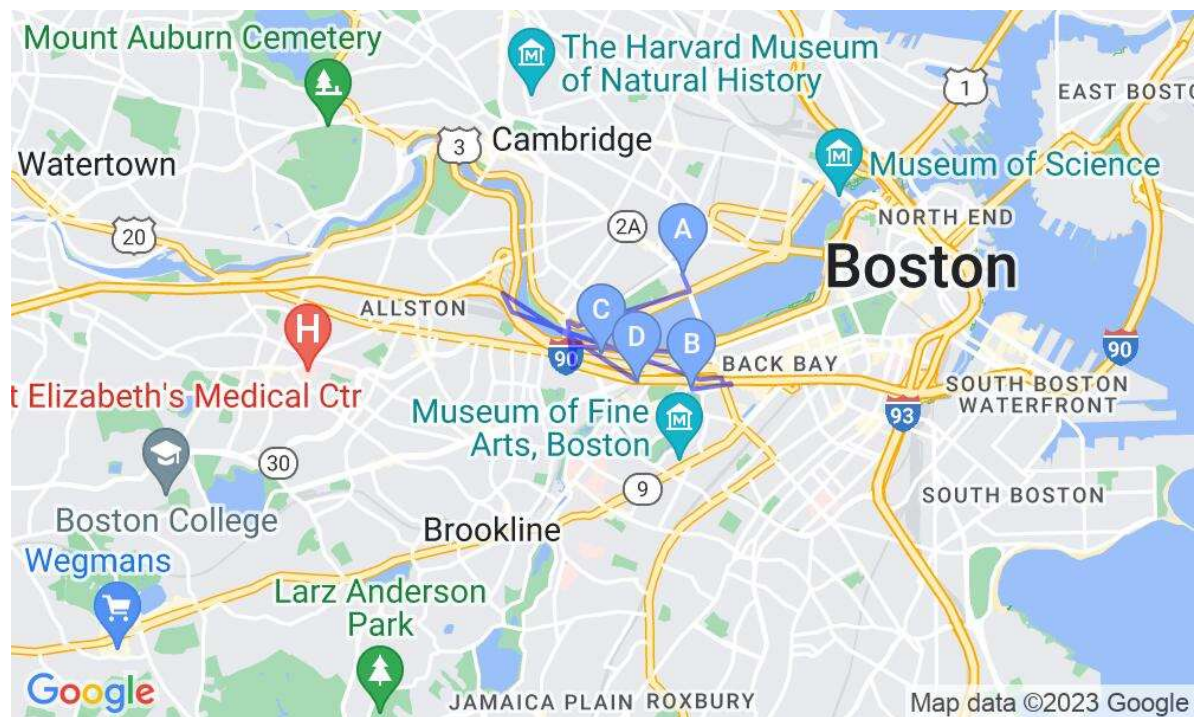 Mount Auburn Cemetery
The Harvard Museum
of Natural History
1
EAST BOSTO
3
Cambridge
Watertown
Museum of Science
20
2A
A
NORTH END
Boston
ALLSTON
C
D
B
H
90
BACK BAY
90
t Elizabeth's Medical Ctr
SOUTH BOSTON
WATERFRONT
Museum of Fine
Arts, Boston
93
30
9
SOUTH BOSTON
Boston College
Brookline
Wegmans
Larz Anderson
Park
Google
JAMAICA PLAIN
ROXBURY
Map data ©2023 Google